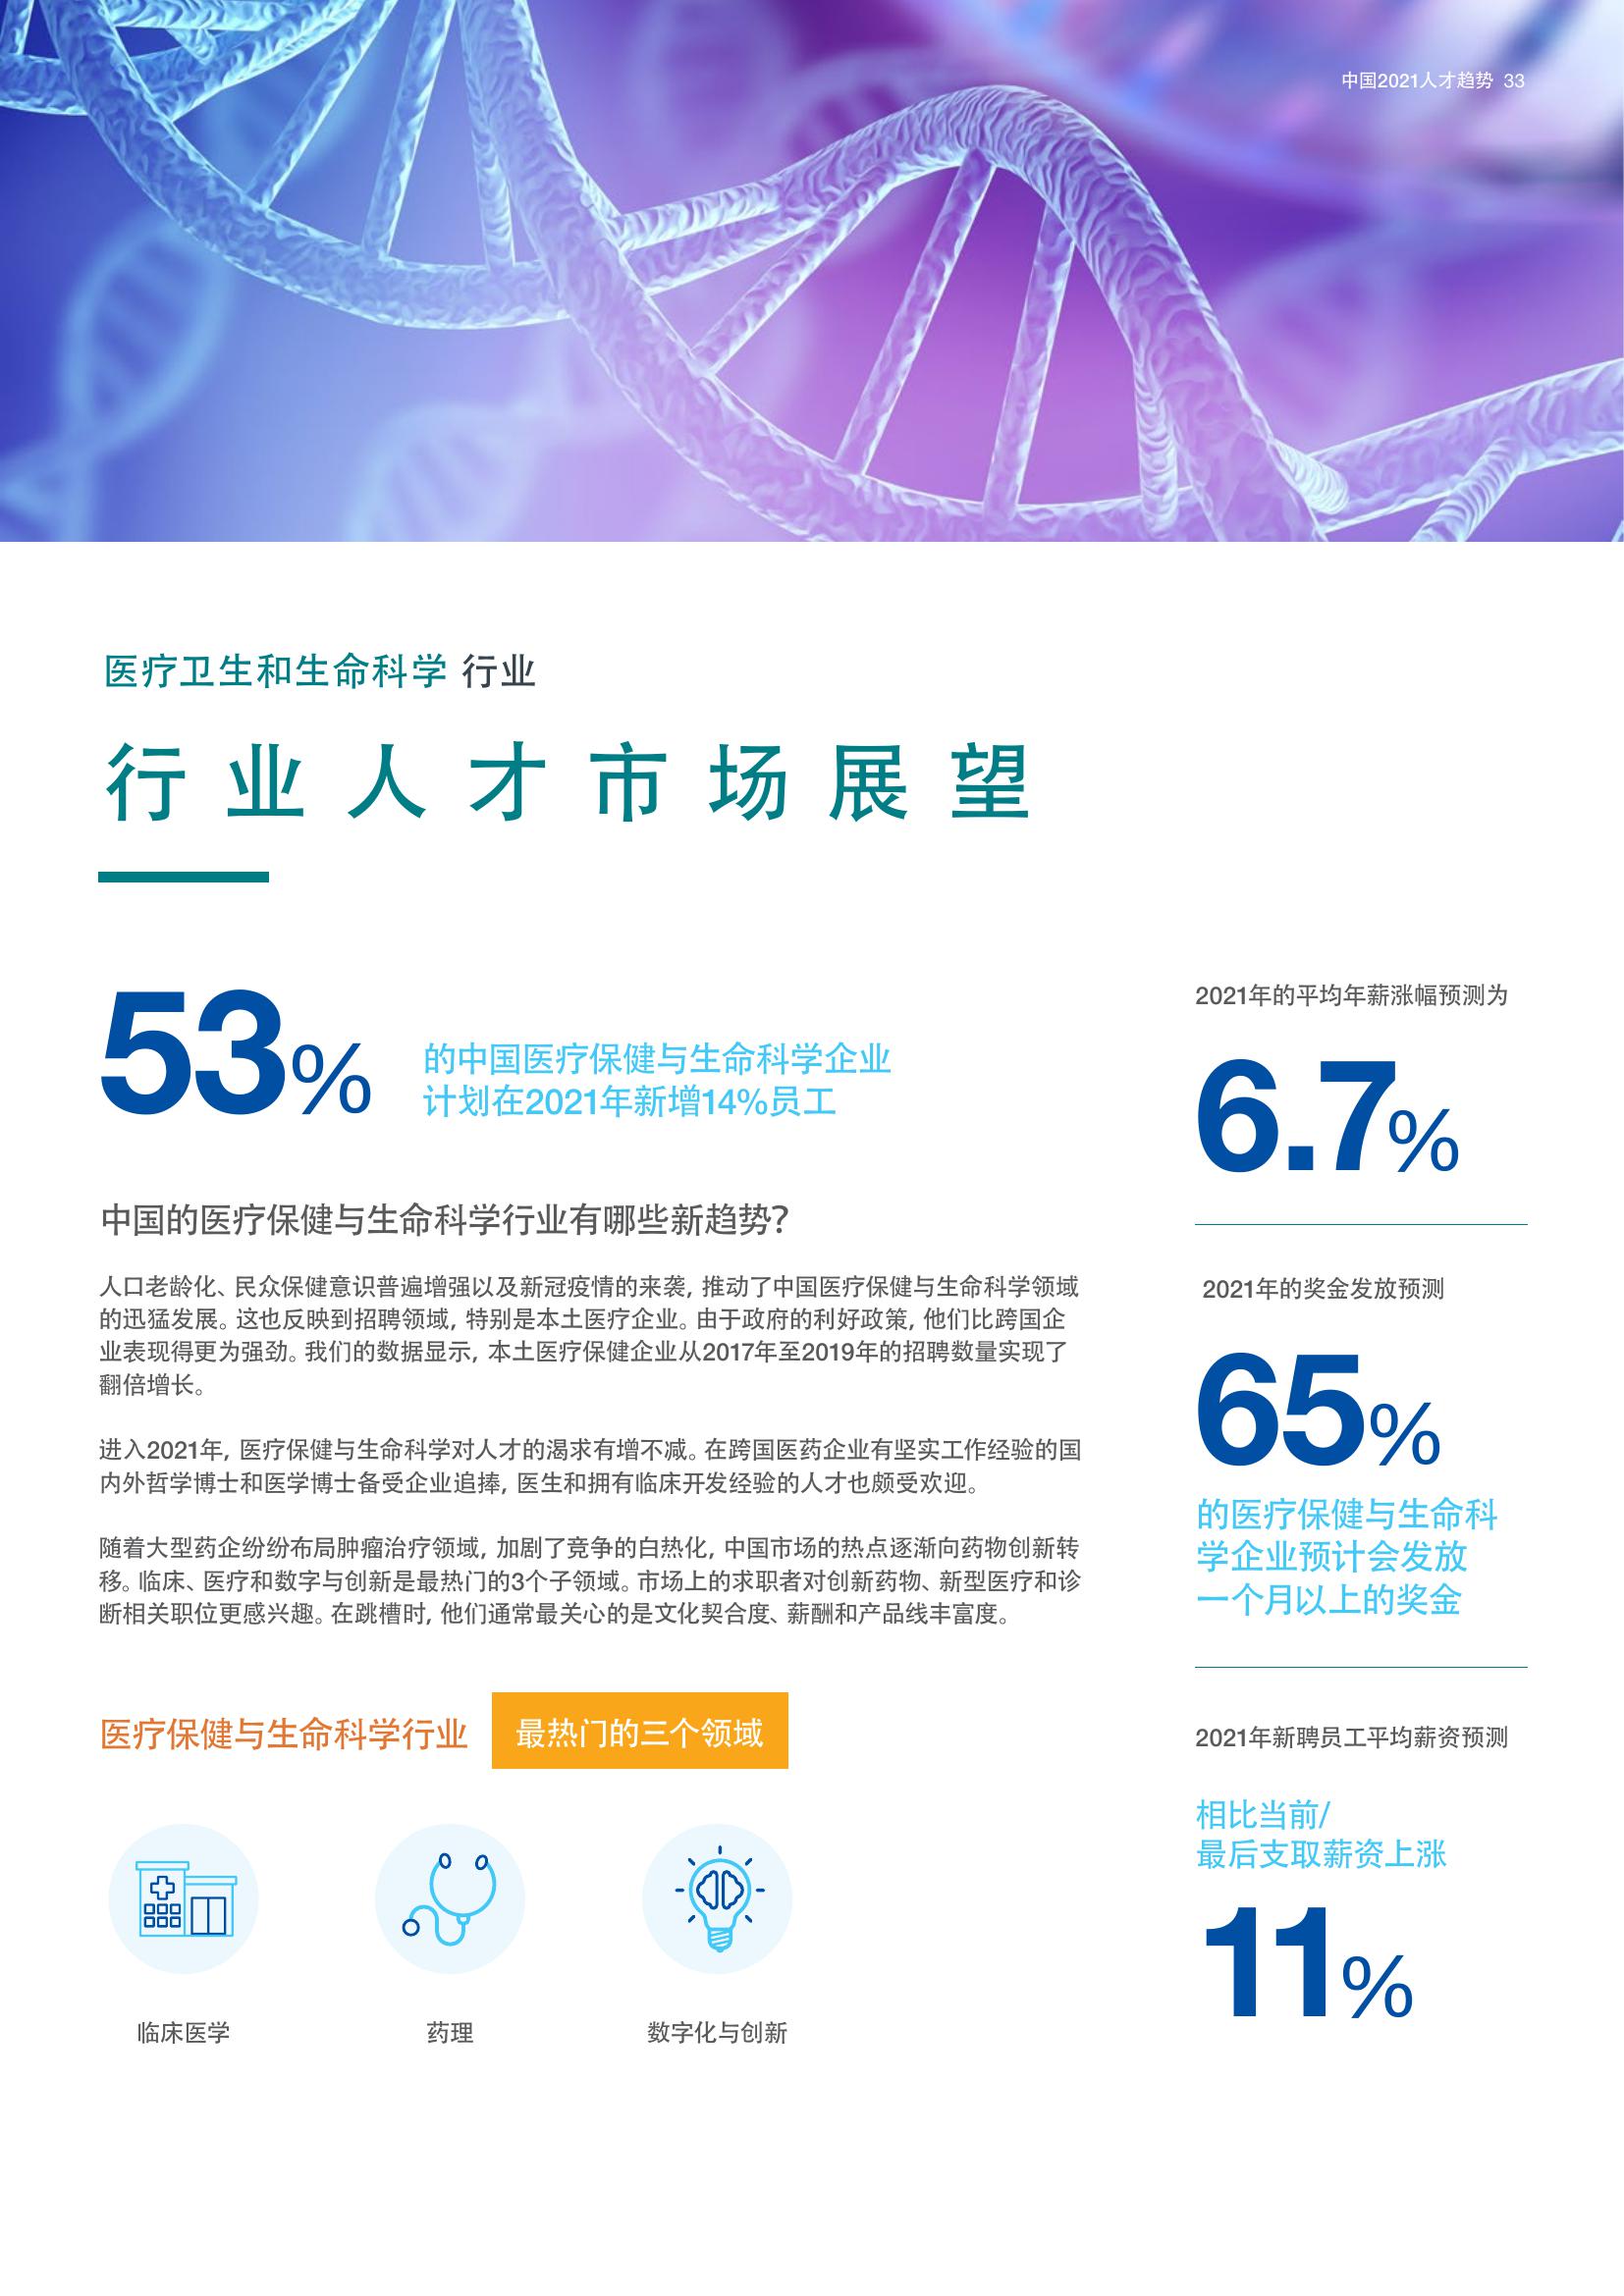 中国2021人才趋势 33
医疗卫生和生命科学 行业
行业人才市场展望
53%
的中国医疗保健与生命科学企业
计划在2021年新增14%员工
中国的医疗保健与生命科学行业有哪些新趋势？
人口老龄化、民众保健意识普遍增强以及新冠疫情的来袭, 推动了中国医疗保健与生命科学领域
的迅猛发展。这也反映到招聘领域, 特别是本土医疗企业。由于政府的利好政策, 他们比跨国企
业表现得更为强劲。我们的数据显示, 本土医疗保健企业从2017年至2019年的招聘数量实现了
翻倍增长。
进入2021年, 医疗保健与生命科学对人才的渴求有增不减。在跨国医药企业有坚实工作经验的国
内外哲学博士和医学博士备受企业追捧, 医生和拥有临床开发经验的人才也颇受欢迎。
随着大型药企纷纷布局肿瘤治疗领域, 加剧了竞争的白热化, 中国市场的热点逐渐向药物创新转
移。临床、医疗和数字与创新是最热门的3个子领域。市场上的求职者对创新药物、新型医疗和诊
断相关职位更感兴趣。在跳槽时, 他们通常最关心的是文化契合度、薪酬和产品线丰富度。
医疗保健与生命科学行业 最热门的三个领域
临床医学
药理
数字化与创新
2021年的平均年薪涨幅预测为
6.7%
2021年的奖金发放预测
65%
的医疗保健与生命科
学企业预计会发放
一个月以上的奖金
2021年新聘员工平均薪资预测
相比当前/
最后支取薪资上涨
11%